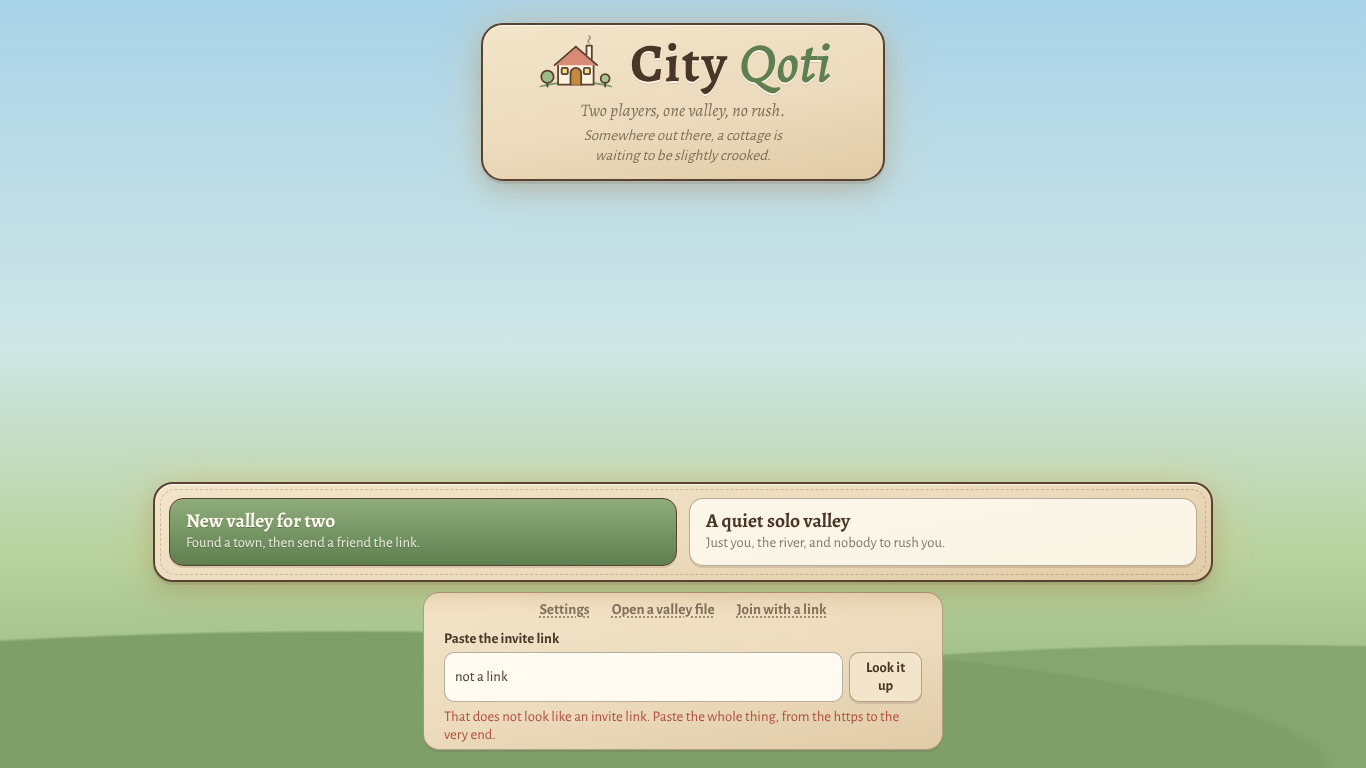 City Qoti
Two players, one valley, no rush.
Somewhere out there, a cottage is
waiting to be slightly crooked.
New valley for two
Found a town, then send a friend the link.
A quiet solo valley
Just you, the river, and nobody to rush you.
Settings Open a valley file Join with a link
Paste the invite link
not a link
Look it
up
That does not look like an invite link. Paste the whole thing, from the https to the
very end.